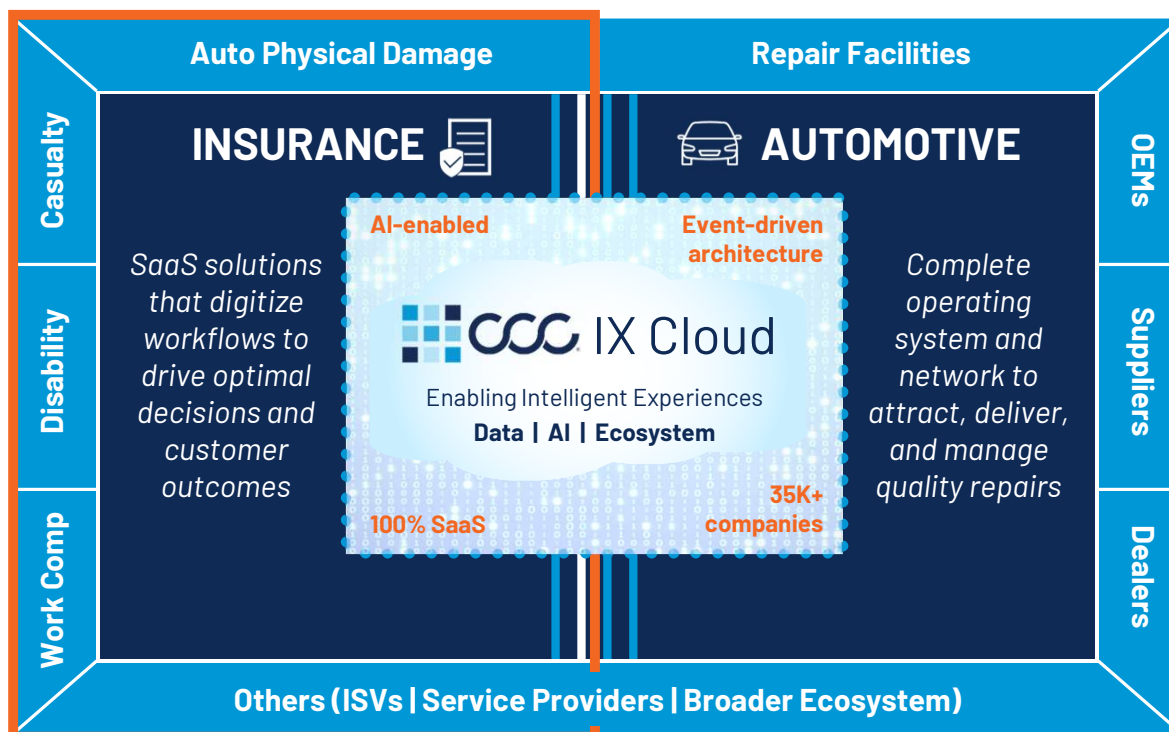 Auto Physical Damage
Repair Facilities
Casualty
Disability
Work Comp
INSURANCE
SaaS solutions
that digitize
workflows to
drive optimal
decisions and
customer
outcomes
AI-enabled
Event-driven
architecture
CCC IX Cloud
Enabling Intelligent Experiences
Data | AI | Ecosystem
100% SaaS
35K+
companies
AUTOMOTIVE
Complete
operating
system and
network to
attract, deliver,
and manage
quality repairs
OEMs
Suppliers
Dealers
Others (ISVs | Service Providers | Broader Ecosystem)